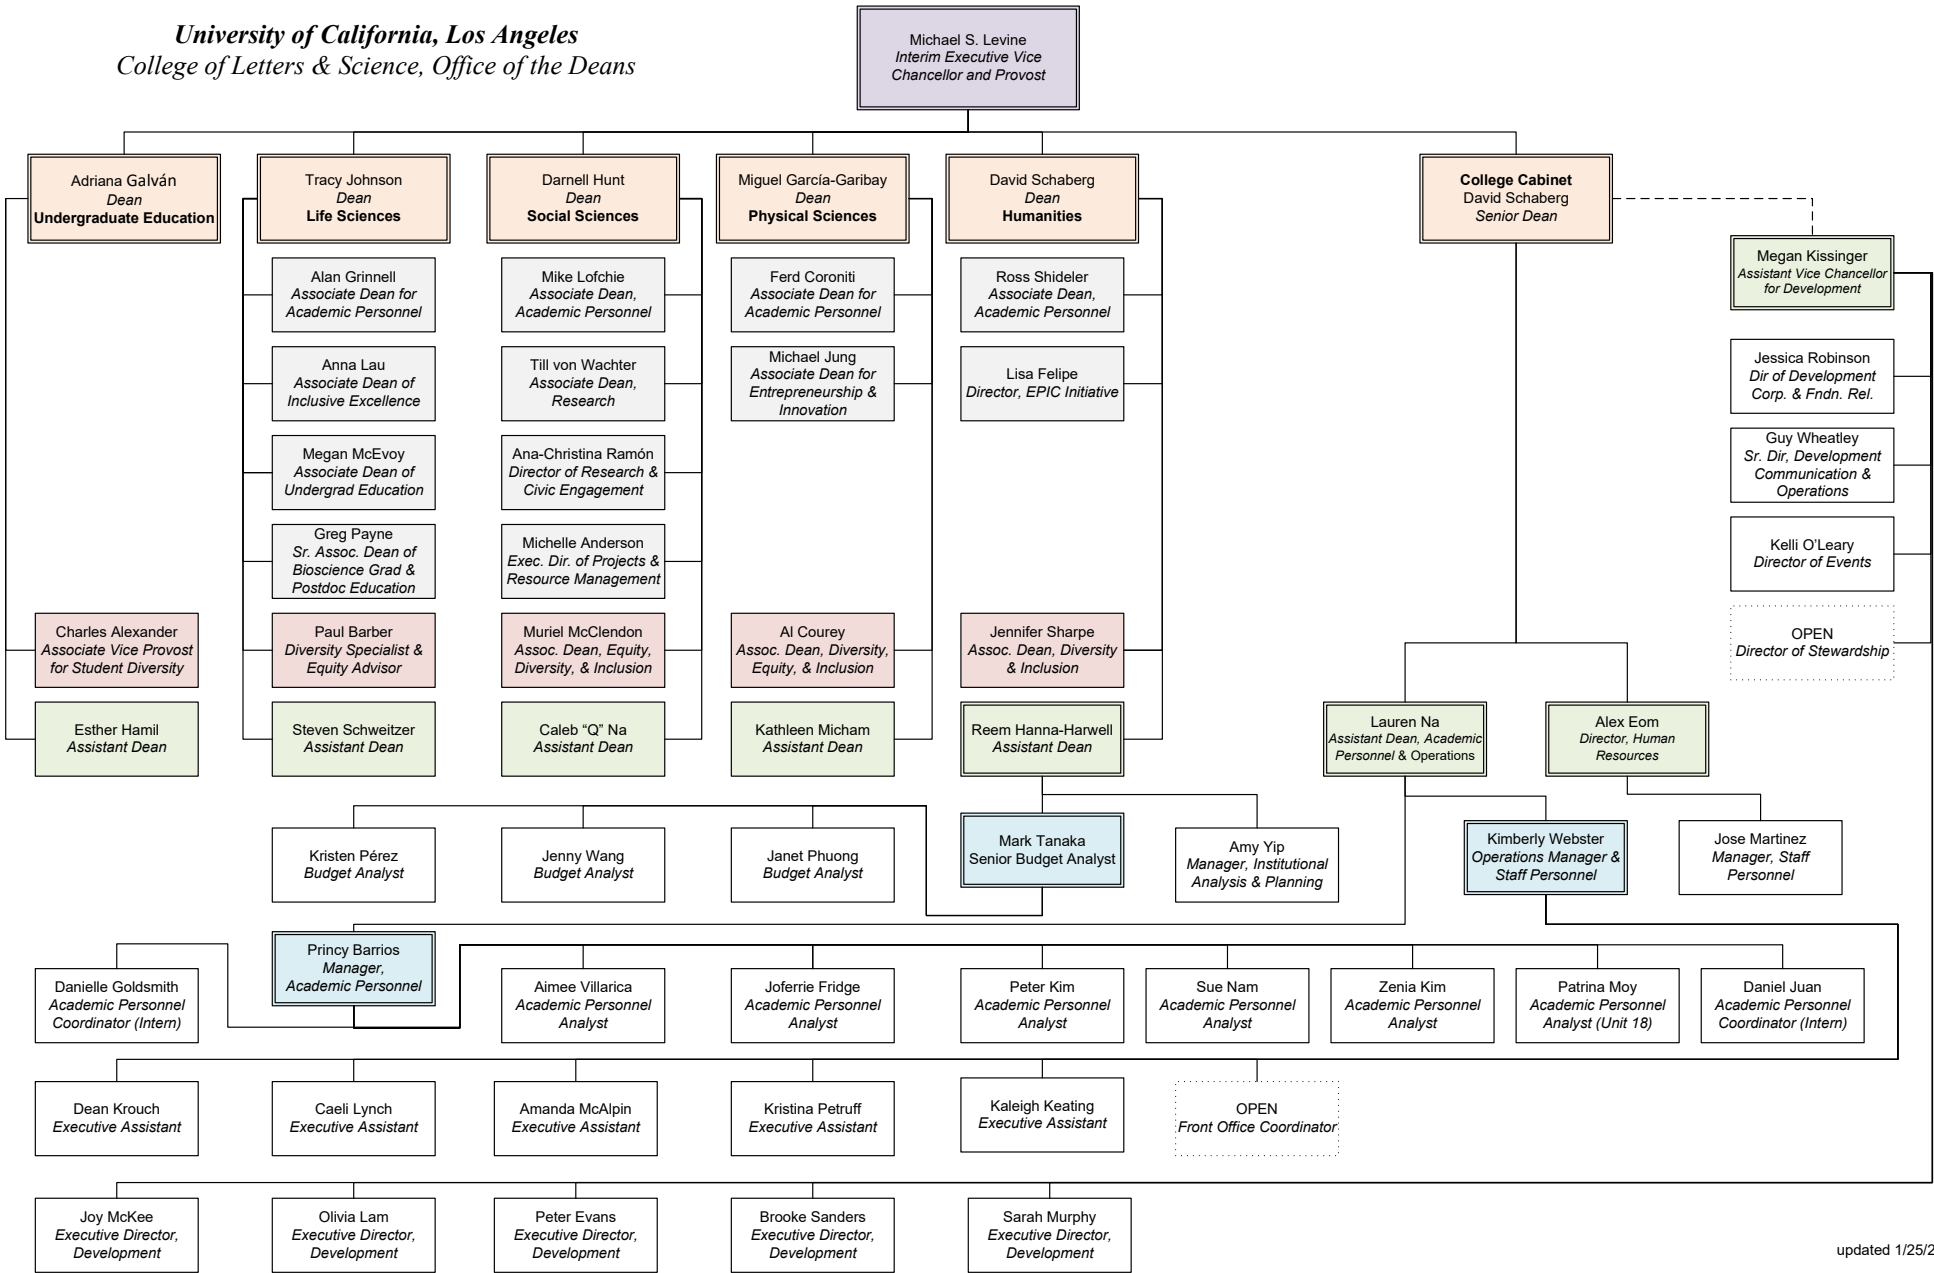 University of California, Los Angeles
College of Letters & Science, Office of the Deans
Michael S. Levine
Interim Executive Vice
Chancellor and Provost
Adriana Galván
Dean
Undergraduate Education
Tracy Johnson
Dean
Life Sciences
Darnell Hunt
Dean
Social Sciences
Miguel García-Garibay
Dean
Physical Sciences
David Schaberg
Dean
Humanities
College Cabinet
David Schaberg
Senior Dean
Megan Kissinger
Assistant Vice Chancellor
for Development
Alan Grinnell
Associate Dean for
Academic Personnel
Mike Lofchie
Associate Dean,
Academic Personnel
Ferd Coroniti
Associate Dean for
Academic Personnel
Ross Shideler
Associate Dean,
Academic Personnel
Anna Lau
Associate Dean of
Inclusive Excellence
Till von Wachter
Associate Dean,
Research
Michael Jung
Associate Dean for
Entrepreneurship &
Innovation
Lisa Felipe
Director, EPIC Initiative
Jessica Robinson
Dir of Development
Corp. & Fndn. Rel.
Megan McEvoy
Associate Dean of
Undergrad Education
Ana-Christina Ramón
Director of Research &
Civic Engagement
Guy Wheatley
Sr. Dir, Development
Communication &
Operations
Greg Payne
Sr. Assoc. Dean of
Bioscience Grad &
Postdoc Education
Michelle Anderson
Exec. Dir. of Projects &
Resource Management
Kelli O’Leary
Director of Events
Charles Alexander
Associate Vice Provost
for Student Diversity
Paul Barber
Diversity Specialist &
Equity Advisor
Muriel McClendon
Assoc. Dean, Equity,
Diversity, & Inclusion
Al Courey
Assoc. Dean, Diversity,
Equity, & Inclusion
Jennifer Sharpe
Assoc. Dean, Diversity
& Inclusion
OPEN
Director of Stewardship
Esther Hamil
Assistant Dean
Steven Schweitzer
Assistant Dean
Caleb “Q” Na
Assistant Dean
Kathleen Micham
Assistant Dean
Reem Hanna-Harwell
Assistant Dean
Lauren Na
Assistant Dean, Academic
Personnel & Operations
Alex Eom
Director, Human
Resources
Kristen Pérez
Budget Analyst
Jenny Wang
Budget Analyst
Janet Phuong
Budget Analyst
Mark Tanaka
Senior Budget Analyst
Amy Yip
Manager, Institutional
Analysis & Planning
Kimberly Webster
Operations Manager &
Staff Personnel
Jose Martinez
Manager, Staff
Personnel
Princy Barrios
Manager,
Academic Personnel
Danielle Goldsmith
Academic Personnel
Coordinator (Intern)
Aimee Villarica
Academic Personnel
Analyst
Joferrie Fridge
Academic Personnel
Analyst
Peter Kim
Academic Personnel
Analyst
Sue Nam
Academic Personnel
Analyst
Zenia Kim
Academic Personnel
Analyst
Patrina Moy
Academic Personnel
Analyst (Unit 18)
Daniel Juan
Academic Personnel
Coordinator (Intern)
Dean Krouch
Executive Assistant
Caeli Lynch
Executive Assistant
Amanda McAlpin
Executive Assistant
Kristina Petruff
Executive Assistant
Kaleigh Keating
Executive Assistant
OPEN
Front Office Coordinator
Joy McKee
Executive Director,
Development
Olivia Lam
Executive Director,
Development
Peter Evans
Executive Director,
Development
Brooke Sanders
Executive Director,
Development
Sarah Murphy
Executive Director,
Development
updated 1/25/2